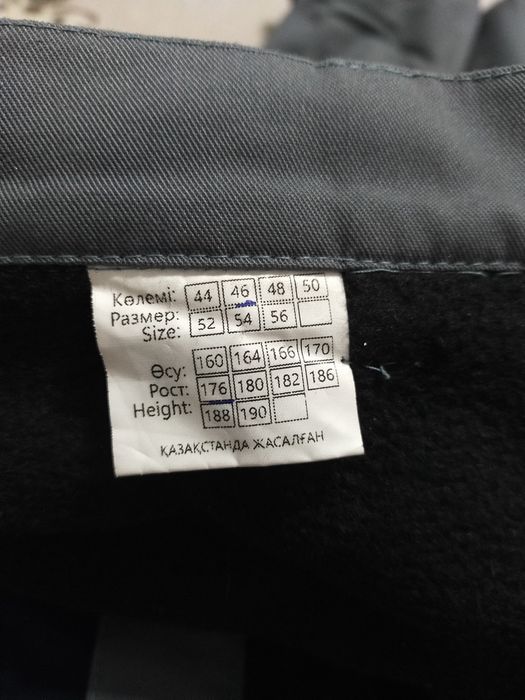 Көлемі: 44 46 48 50
Размер: 52 54 56
Size:
Өсу: 160 164 166 170
Рост: 176 180 182 186
Height: 188 190
ҚАЗАҚСТАНДА ЖАСАЛҒАН